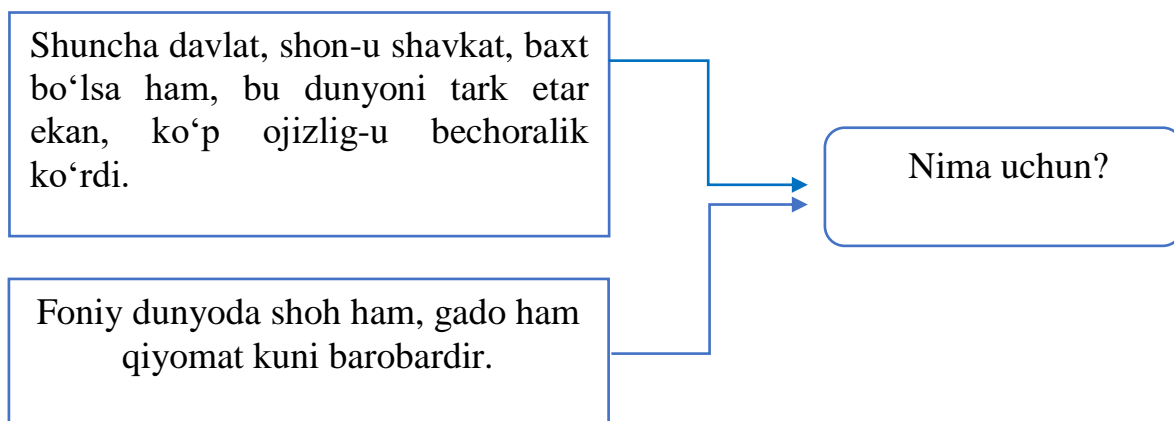 Shuncha davlat, shon-u shavkat, baxt
bo‘lsa ham, bu dunyoni tark etar
ekan, ko‘p ojizlig-u bechoralik
ko‘rdi.
Nima uchun?
Foniy dunyoda shoh ham, gado ham
qiyomat kuni barobardir.